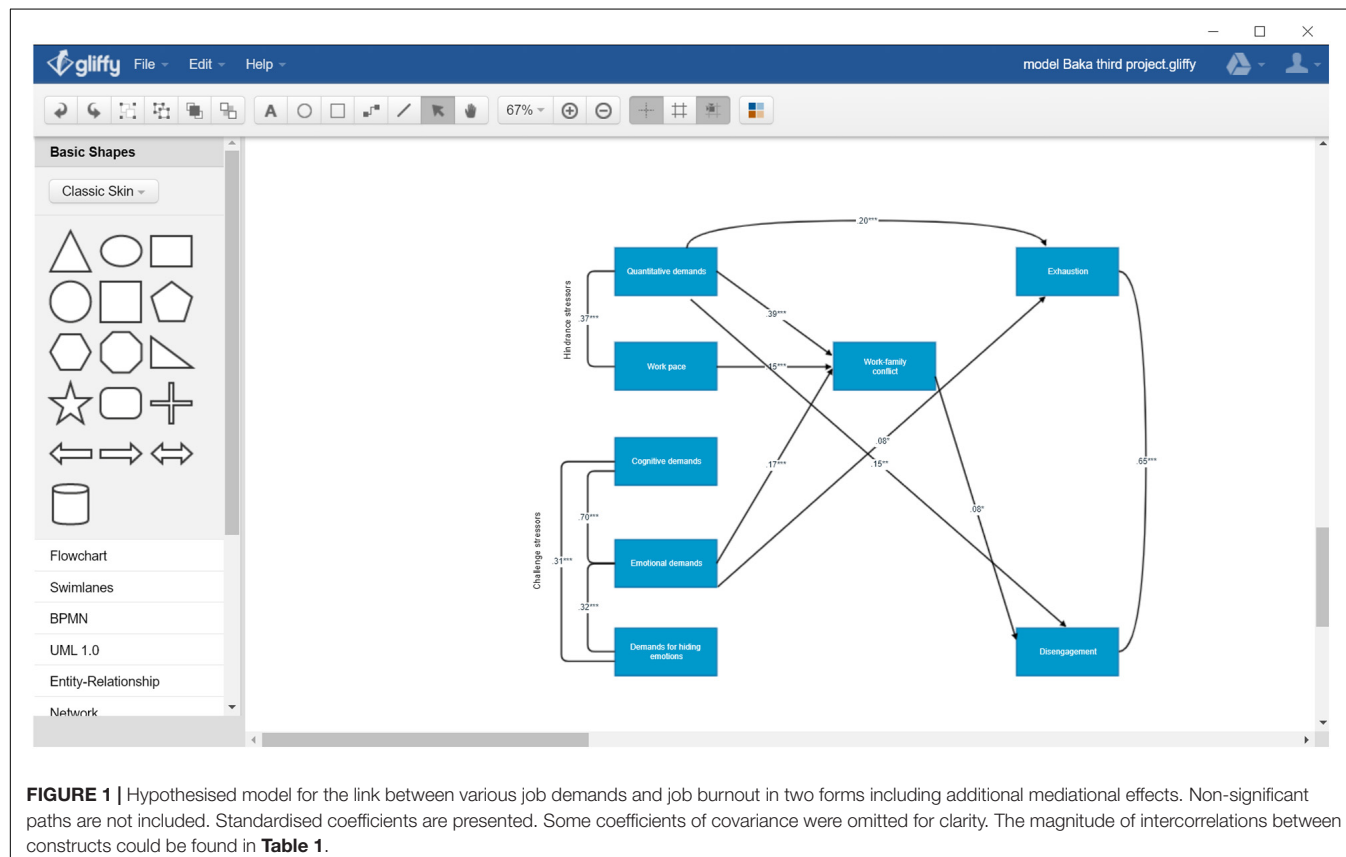 gliffy File Edit Help model Baka third project.gliffy
A 67%
Basic Shapes
Classic Skin
Flowchart
Swimlanes
BPMN
UML 1.0
Entity-Relationship
Network
.20***
Quantitative demands
Exhaustion
Hindrance stressors
.37***
.39***
Work pace
.15***
Work-family
conflict
Cognitive demands
.08*
.15**
.17***
.65***
Challenge stressors
.70***
.08*
.31***
Emotional demands
.32***
Demands for hiding
emotions
Disengagement
FIGURE 1 | Hypothesised model for the link between various job demands and job burnout in two forms including additional mediational effects. Non-significant
paths are not included. Standardised coefficients are presented. Some coefficients of covariance were omitted for clarity. The magnitude of intercorrelations between
constructs could be found in Table 1.